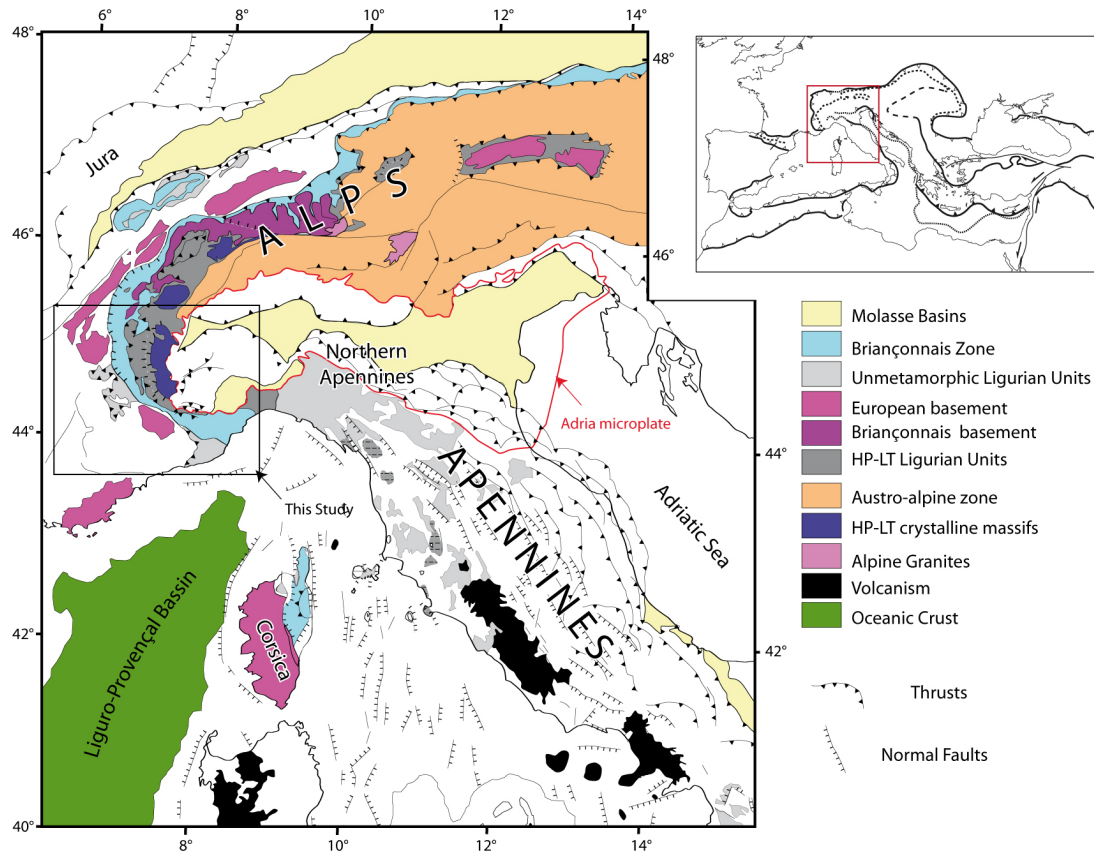 6°
8°
10°
12°
14°
48°
48°
Jura
ALPS
46°
46°
Northern
Apennines
Adria microplate
44°
44°
This Study
APENNINES
Adriatic Sea
Liguro-Provençal Bassin
Corsica
42°
42°
40°
8°
10°
12°
14°
Molasse Basins
Briançonnais Zone
Unmetamorphic Ligurian Units
European basement
Briançonnais basement
HP-LT Ligurian Units
Austro-alpine zone
HP-LT crystalline massifs
Alpine Granites
Volcanism
Oceanic Crust
Thrusts
Normal Faults